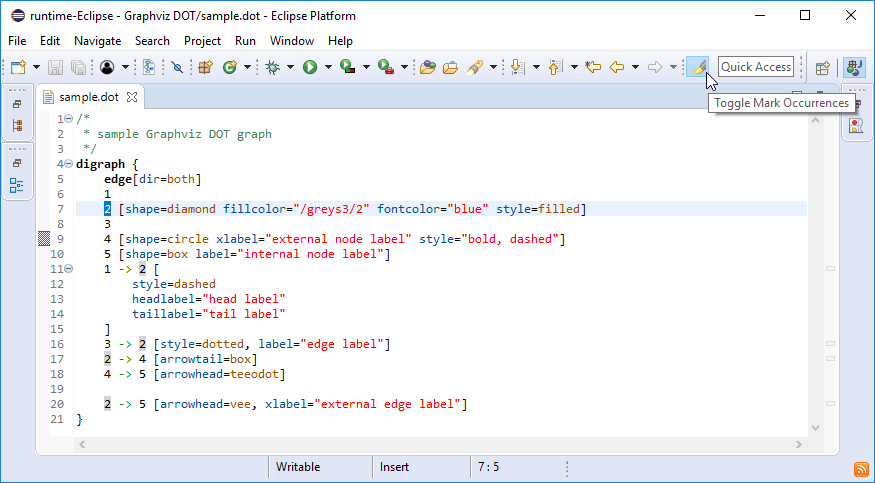 runtime-Eclipse - Graphviz DOT/sample.dot - Eclipse Platform
File Edit Navigate Search Project Run Window Help
Quick Access
Toggle Mark Occurrences
sample.dot
1 /*
2 * sample Graphviz DOT graph
3 */
4 digraph {
5 edge[dir=both]
6 1
7 2 [shape=diamond fillcolor="/greys3/2" fontcolor="blue" style=filled]
8 3
9 4 [shape=circle xlabel="external node label" style="bold, dashed"]
10 5 [shape=box label="internal node label"]
11 1 -> 2 [
12 style=dashed
13 headlabel="head label"
14 taillabel="tail label"
15 ]
16 3 -> 2 [style=dotted, label="edge label"]
17 2 -> 4 [arrowtail=box]
18 4 -> 5 [arrowhead=teeodot]
19
20 2 -> 5 [arrowhead=vee, xlabel="external edge label"]
21 }
Writable Insert 7 : 5